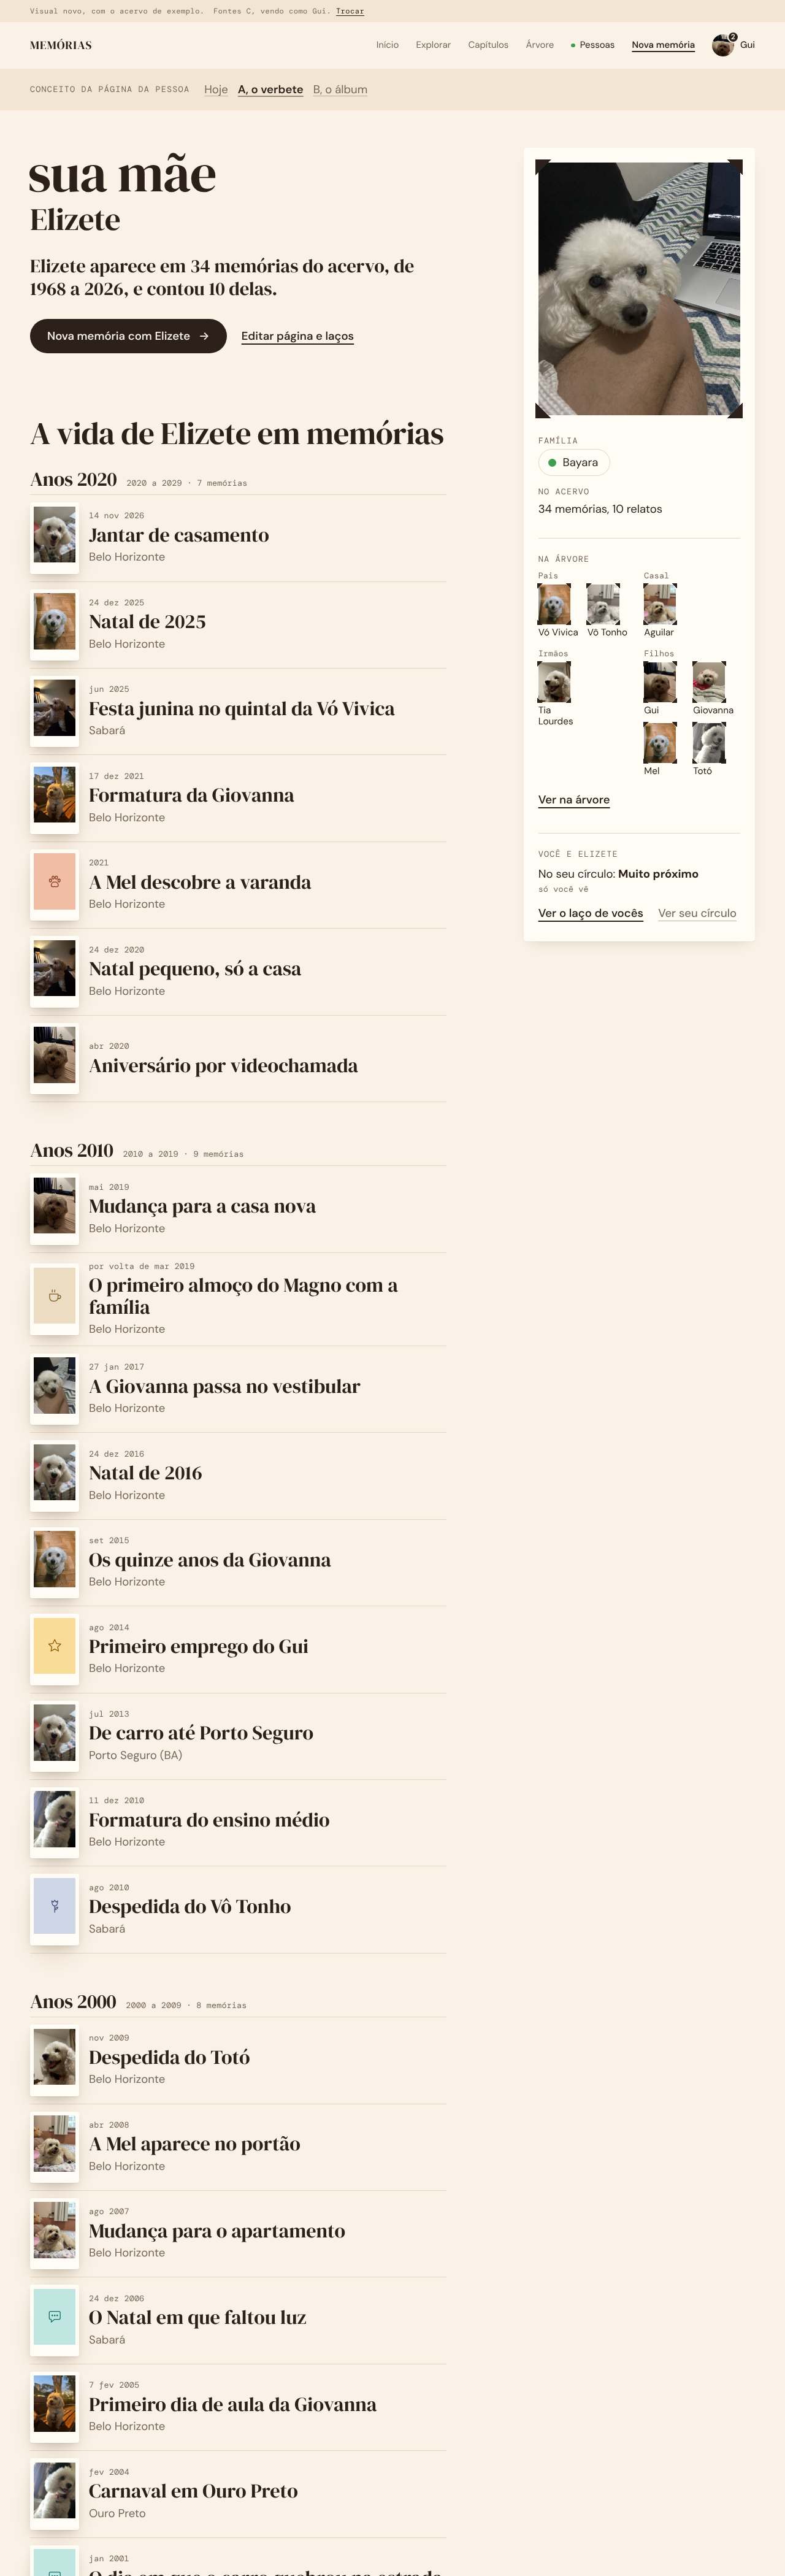 Visual novo, com o acervo de exemplo. Fontes C, vendo como Gui. Trocar
MEMÓRIAS
Início Explorar Capítulos Árvore Pessoas Nova memória 2 Gui
CONCEITO DA PÁGINA DA PESSOA Hoje A, o verbete B, o álbum
sua mãe
Elizete
Elizete aparece em 34 memórias do acervo, de
1968 a 2026, e contou 10 delas.
Nova memória com Elizete → Editar página e laços
FAMÍLIA
Bayara
NO ACERVO
34 memórias, 10 relatos
NA ÁRVORE
Pais
Vó Vivica Vô Tonho
Casal
Aguilar
Irmãos
Tia
Lourdes
Filhos
Gui Giovanna
Mel Totó
Ver na árvore
VOCÊ E ELIZETE
No seu círculo: Muito próximo
só você vê
Ver o laço de vocês Ver seu círculo
A vida de Elizete em memórias
Anos 2020 2020 a 2029 · 7 memórias
14 nov 2026
Jantar de casamento
Belo Horizonte
24 dez 2025
Natal de 2025
Belo Horizonte
jun 2025
Festa junina no quintal da Vó Vivica
Sabará
17 dez 2021
Formatura da Giovanna
Belo Horizonte
2021
A Mel descobre a varanda
Belo Horizonte
24 dez 2020
Natal pequeno, só a casa
Belo Horizonte
abr 2020
Aniversário por videochamada
Anos 2010 2010 a 2019 · 9 memórias
mai 2019
Mudança para a casa nova
Belo Horizonte
por volta de mar 2019
O primeiro almoço do Magno com a
família
Belo Horizonte
27 jan 2017
A Giovanna passa no vestibular
Belo Horizonte
24 dez 2016
Natal de 2016
Belo Horizonte
set 2015
Os quinze anos da Giovanna
Belo Horizonte
ago 2014
Primeiro emprego do Gui
Belo Horizonte
jul 2013
De carro até Porto Seguro
Porto Seguro (BA)
11 dez 2010
Formatura do ensino médio
Belo Horizonte
ago 2010
Despedida do Vô Tonho
Sabará
Anos 2000 2000 a 2009 · 8 memórias
nov 2009
Despedida do Totó
Belo Horizonte
abr 2008
A Mel aparece no portão
Belo Horizonte
ago 2007
Mudança para o apartamento
Belo Horizonte
24 dez 2006
O Natal em que faltou luz
Sabará
7 fev 2005
Primeiro dia de aula da Giovanna
Belo Horizonte
fev 2004
Carnaval em Ouro Preto
Ouro Preto
jan 2001
O dia em que o carro quebrou na estrada